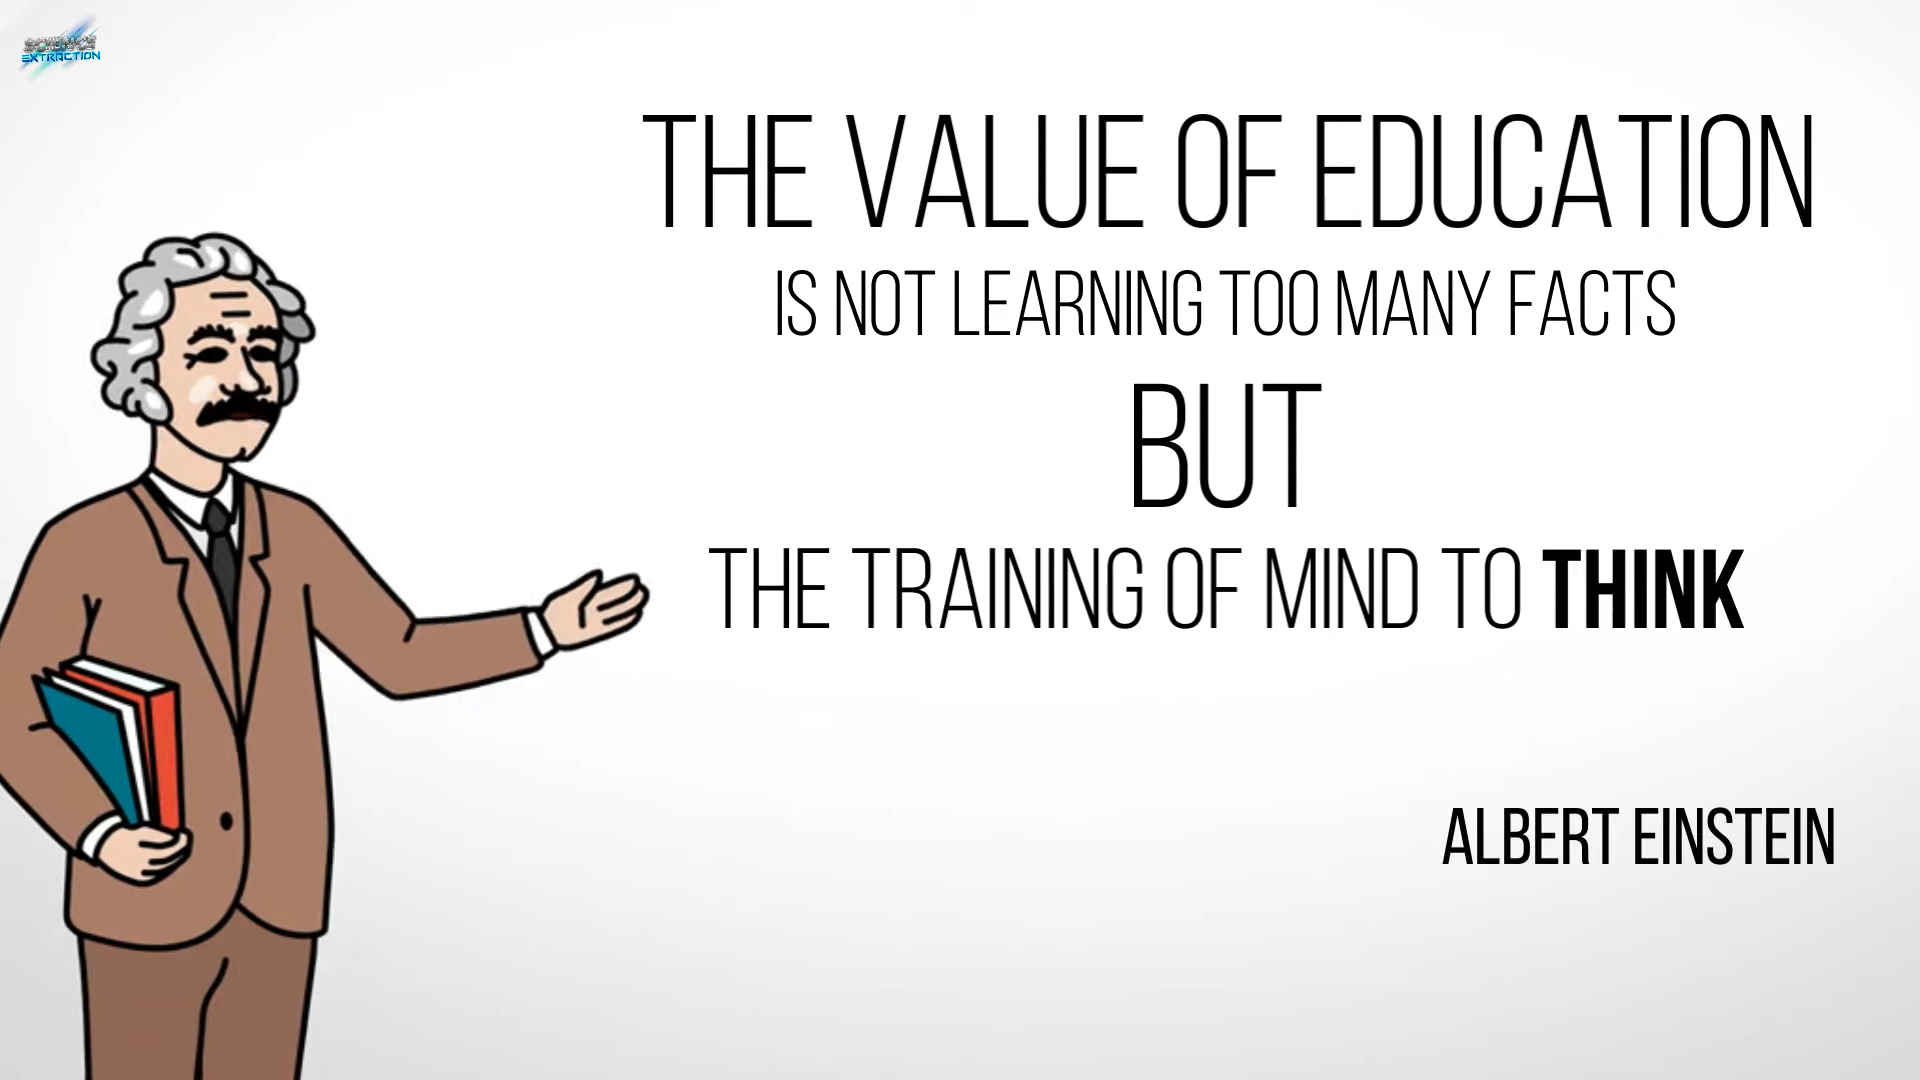 SCIENCE
EXTRACTION
THE VALUE OF EDUCATION
IS NOT LEARNING TOO MANY FACTS
BUT
THE TRAINING OF MIND TO THINK
ALBERT EINSTEIN